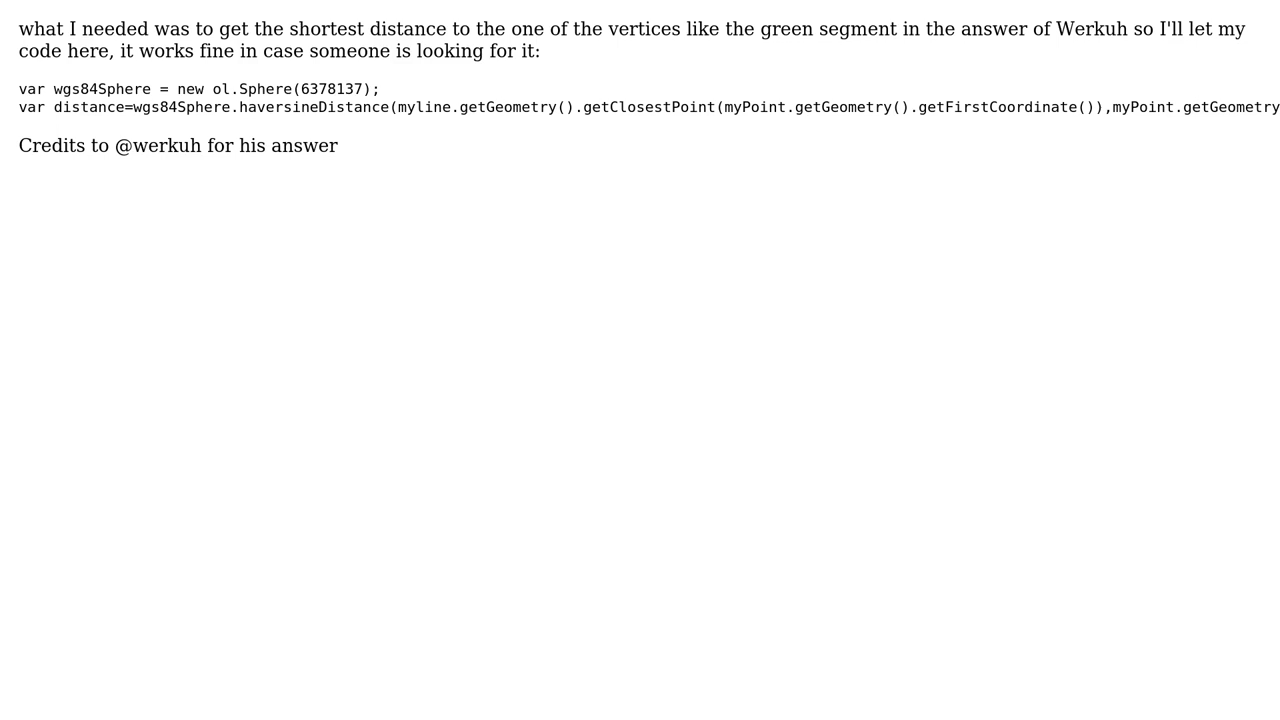 what I needed was to get the shortest distance to the one of the vertices like the green segment in the answer of Werkuh so I'll let my
code here, it works fine in case someone is looking for it:
var wgs84Sphere = new ol.Sphere(6378137);
var distance=wgs84Sphere.haversineDistance(myline.getGeometry().getClosestPoint(myPoint.getGeometry().getFirstCoordinate()),myPoint.getGeometry
Credits to @werkuh for his answer